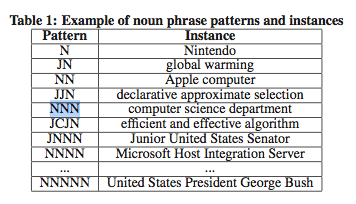 Table 1: Example of noun phrase patterns and instances
Pattern Instance
N Nintendo
JN global warming
NN Apple computer
JJN declarative approximate selection
NNN computer science department
JCJN efficient and effective algorithm
JNNN Junior United States Senator
NNNN Microsoft Host Integration Server
... ...
NNNNN United States President George Bush